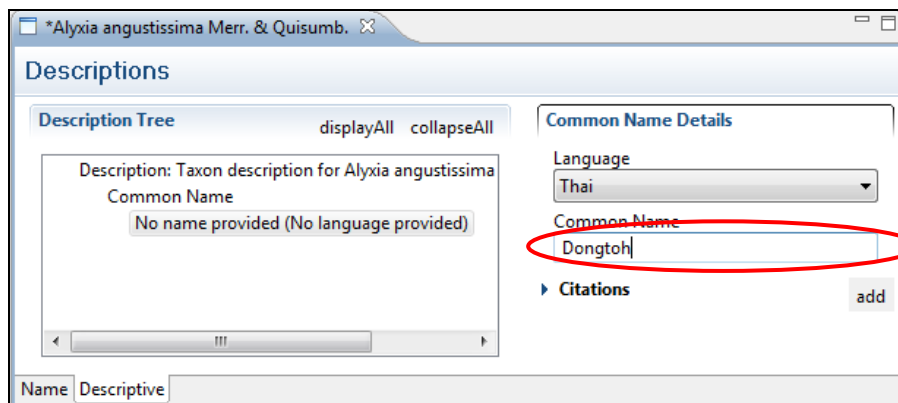 *Alyxia angustissima Merr. & Quisumb.
Descriptions
Description Tree
displayAll collapseAll
Description: Taxon description for Alyxia angustissima
Common Name
No name provided (No language provided)
Common Name Details
Language
Thai
Common Name
Dongtoh
Citations
add
Name Descriptive